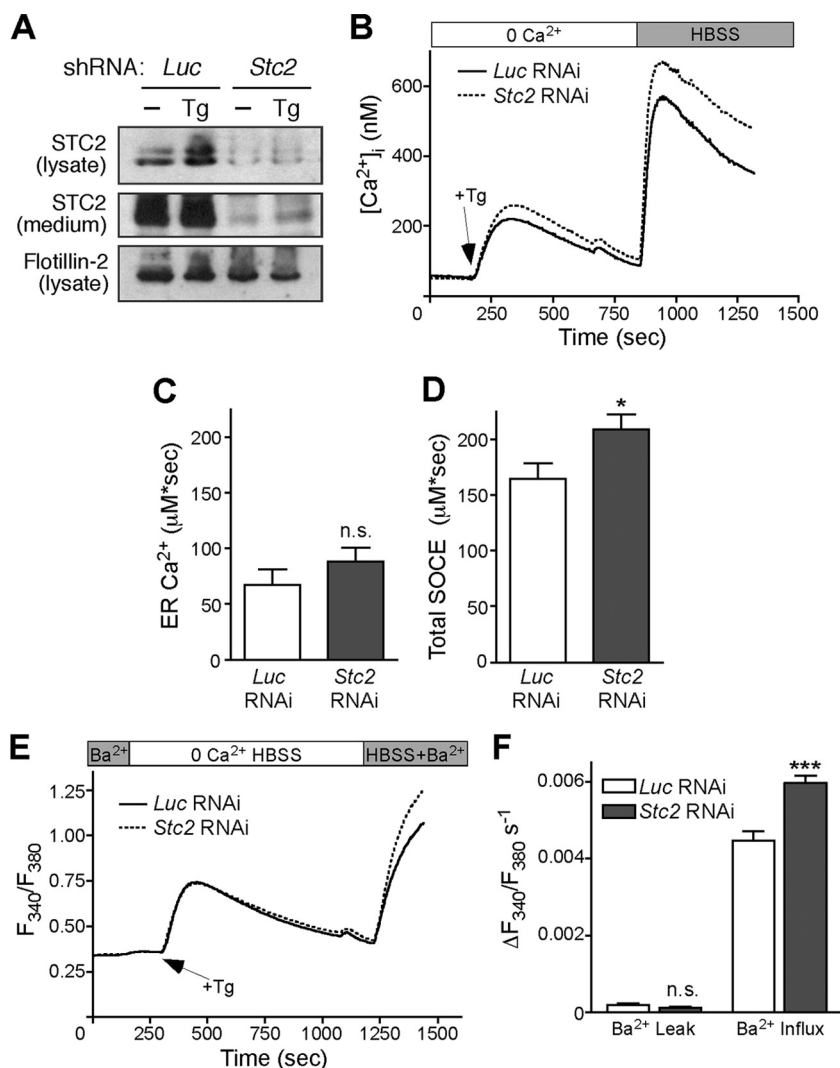 A
shRNA: Luc Stc2
– Tg – Tg
STC2
(lysate)
STC2
(medium)
Flotillin-2
(lysate)
B
0 Ca²⁺ HBSS
Luc RNAi
Stc2 RNAi
[Ca²⁺]i (nM)
600
400
200
+Tg
0 250 500 750 1000 1250 1500
Time (sec)
C
ER Ca²⁺ (µM*sec)
200
150
100
50
0
n.s.
Luc
RNAi
Stc2
RNAi
D
Total SOCE (µM*sec)
200
150
100
50
0
*
Luc
RNAi
Stc2
RNAi
E
Ba²⁺ 0 Ca²⁺ HBSS HBSS+Ba²⁺
Luc RNAi
Stc2 RNAi
F340/F380
1.25
1.00
0.75
0.50
0.25
+Tg
0 250 500 750 1000 1250 1500
Time (sec)
F
Luc RNAi
Stc2 RNAi
ΔF340/F380 s⁻¹
0.006
0.004
0.002
0
n.s.
***
Ba²⁺ Leak Ba²⁺ Influx